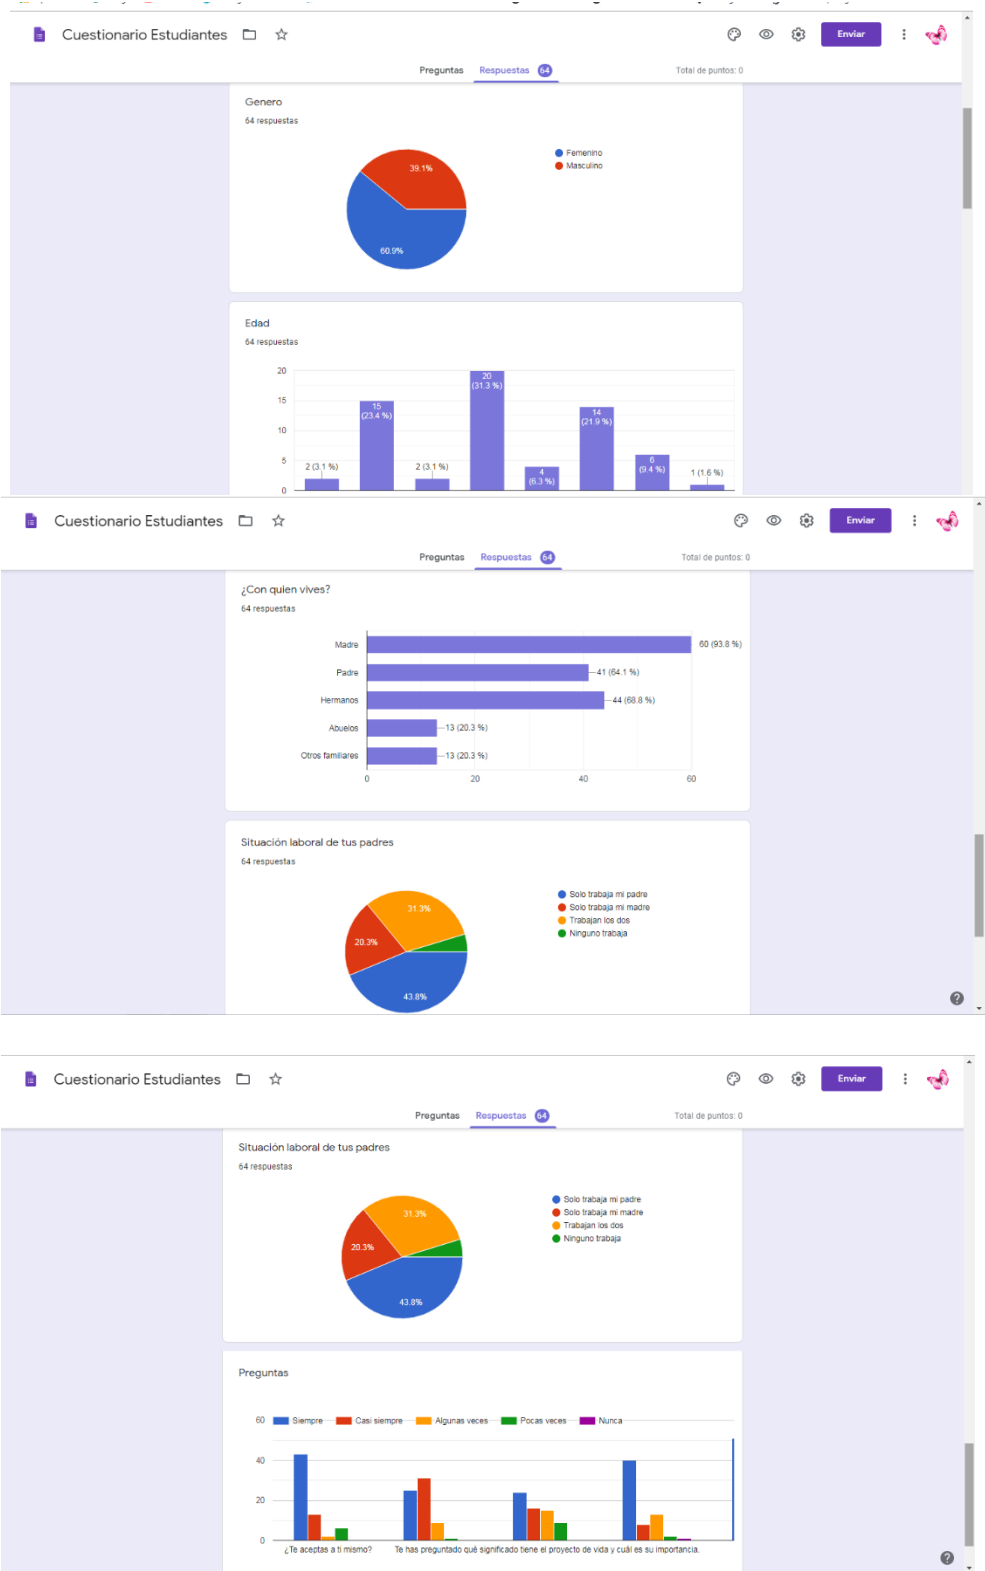 Cuestionario Estudiantes
Enviar
Preguntas Respuestas 64 Total de puntos: 0
Genero
64 respuestas
39.1%
60.9%
Femenino
Masculino
Edad
64 respuestas
20
15
10
5
0
2 (3.1 %)
15 (23.4 %)
2 (3.1 %)
20 (31.3 %)
4 (6.3 %)
14 (21.9 %)
6 (9.4 %)
1 (1.6 %)
Cuestionario Estudiantes
Enviar
Preguntas Respuestas 64 Total de puntos: 0
¿Con quien vives?
64 respuestas
Madre 60 (93.8 %)
Padre 41 (64.1 %)
Hermanos 44 (68.8 %)
Abuelos 13 (20.3 %)
Otros familiares 13 (20.3 %)
0 20 40 60
Situación laboral de tus padres
64 respuestas
31.3%
20.3%
43.8%
Solo trabaja mi padre
Solo trabaja mi madre
Trabajan los dos
Ninguno trabaja
Cuestionario Estudiantes
Enviar
Preguntas Respuestas 64 Total de puntos: 0
Situación laboral de tus padres
64 respuestas
31.3%
20.3%
43.8%
Solo trabaja mi padre
Solo trabaja mi madre
Trabajan los dos
Ninguno trabaja
Preguntas
Siempre Casi siempre Algunas veces Pocas veces Nunca
60
40
20
0
¿Te aceptas a ti mismo? Te has preguntado qué significado tiene el proyecto de vida y cuál es su importancia.